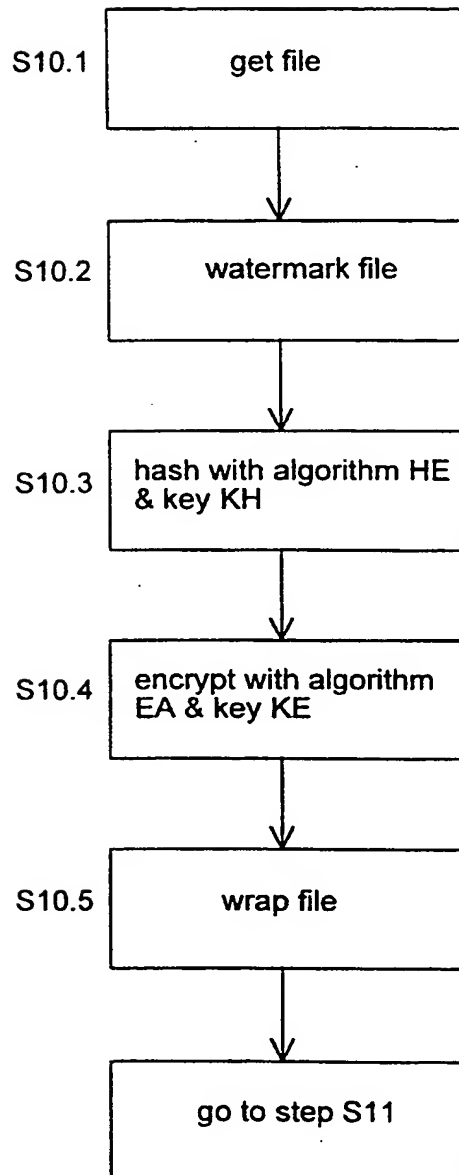 S10.1
get file
S10.2
watermark file
S10.3
hash with algorithm HE
& key KH
S10.4
encrypt with algorithm
EA & key KE
S10.5
wrap file
go to step S11